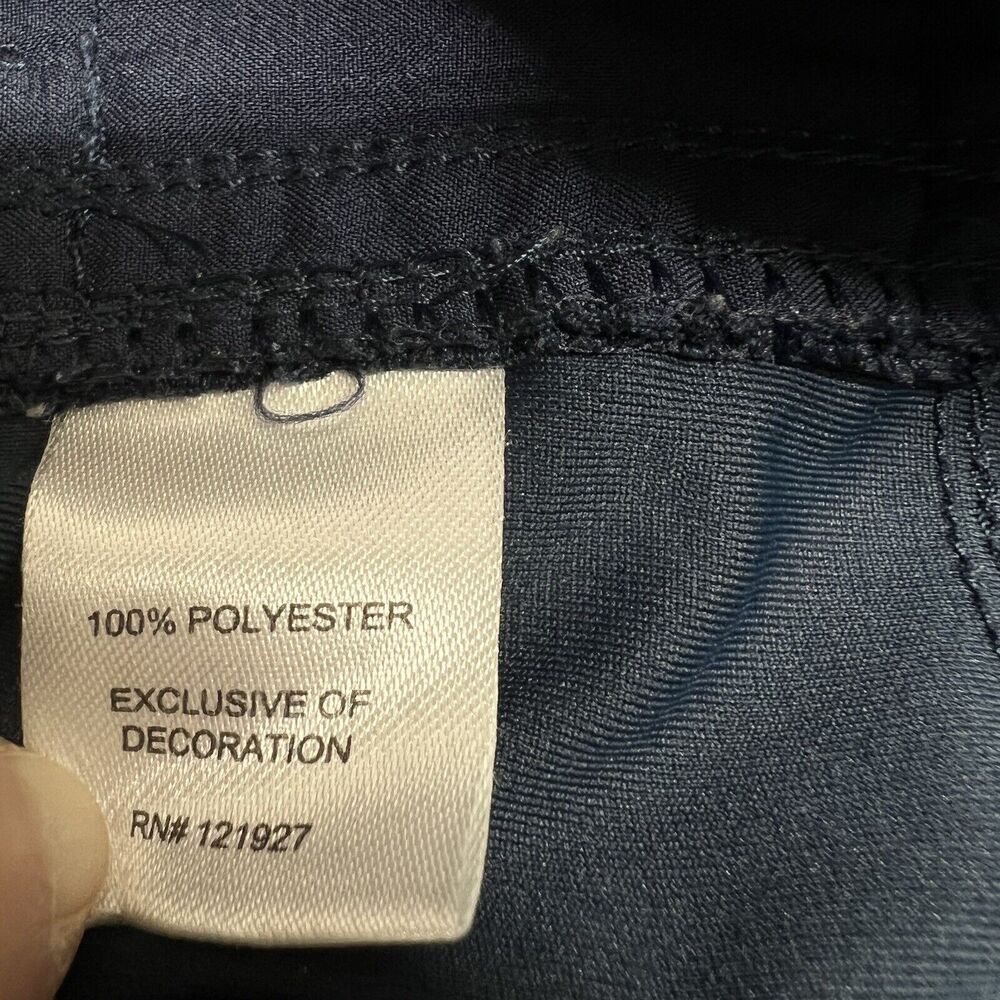 100% POLYESTER
EXCLUSIVE OF
DECORATION
RN# 121927